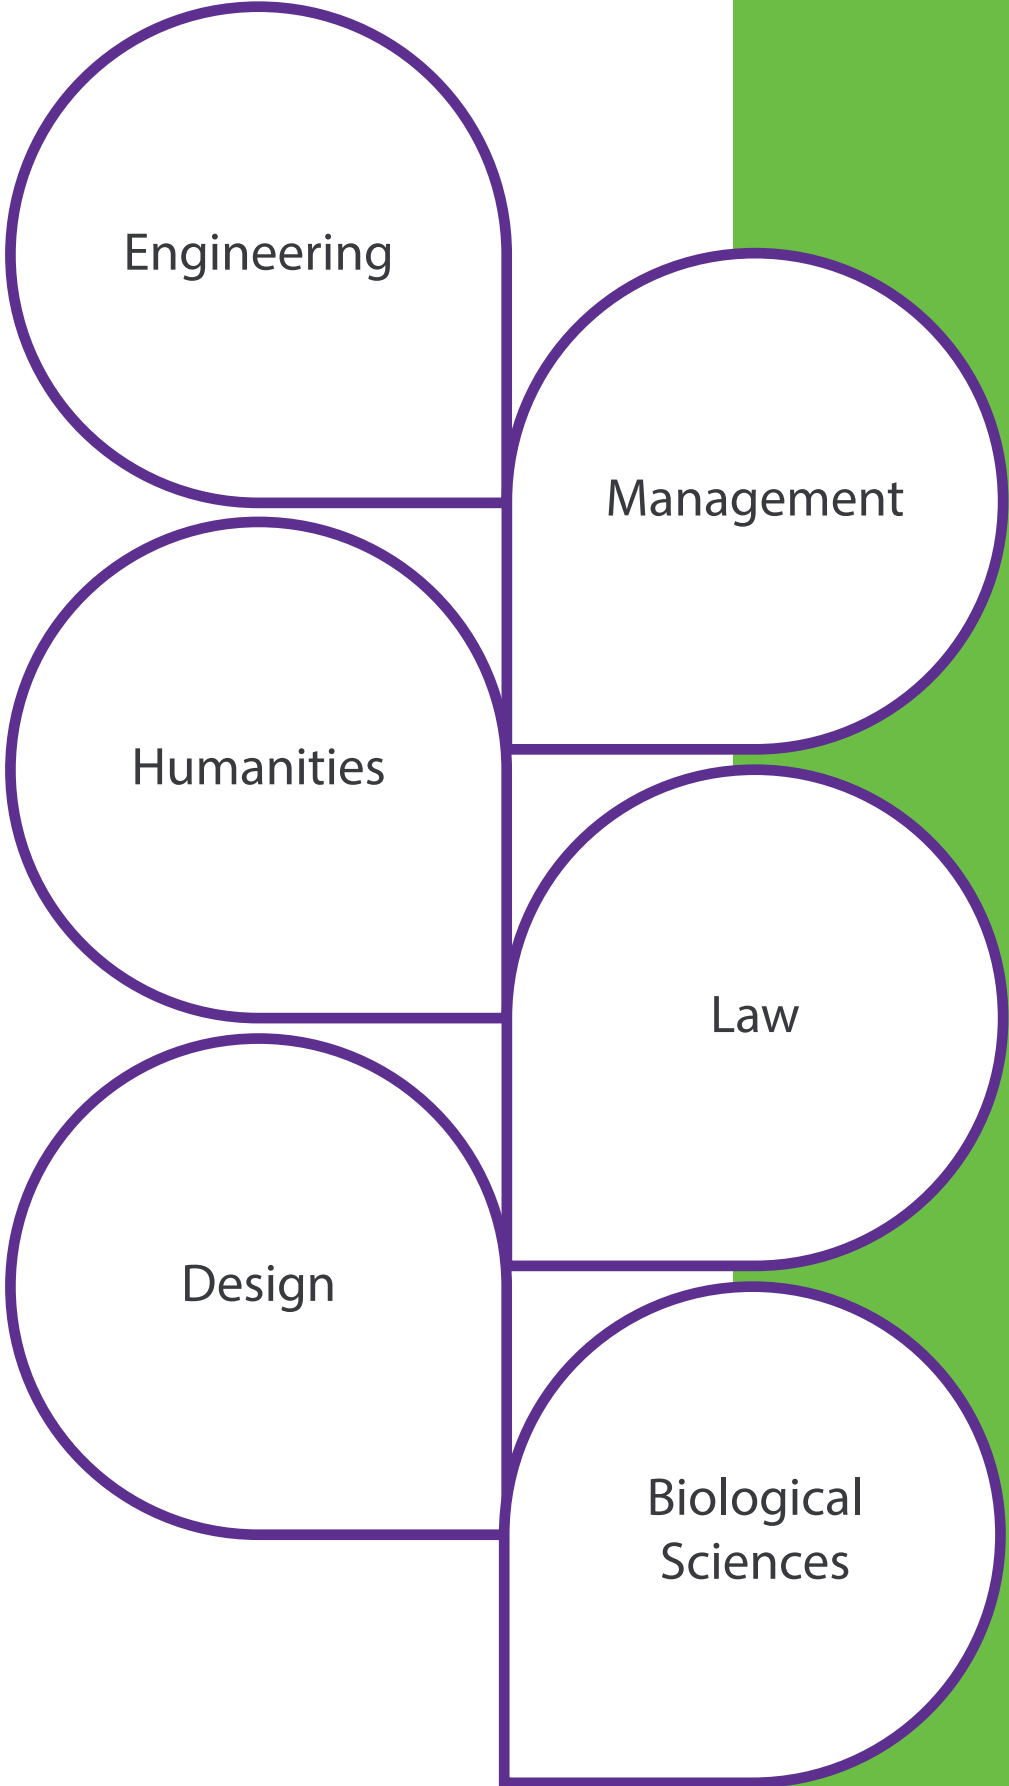 Engineering
Management
Humanities
Law
Design
Biological
Sciences